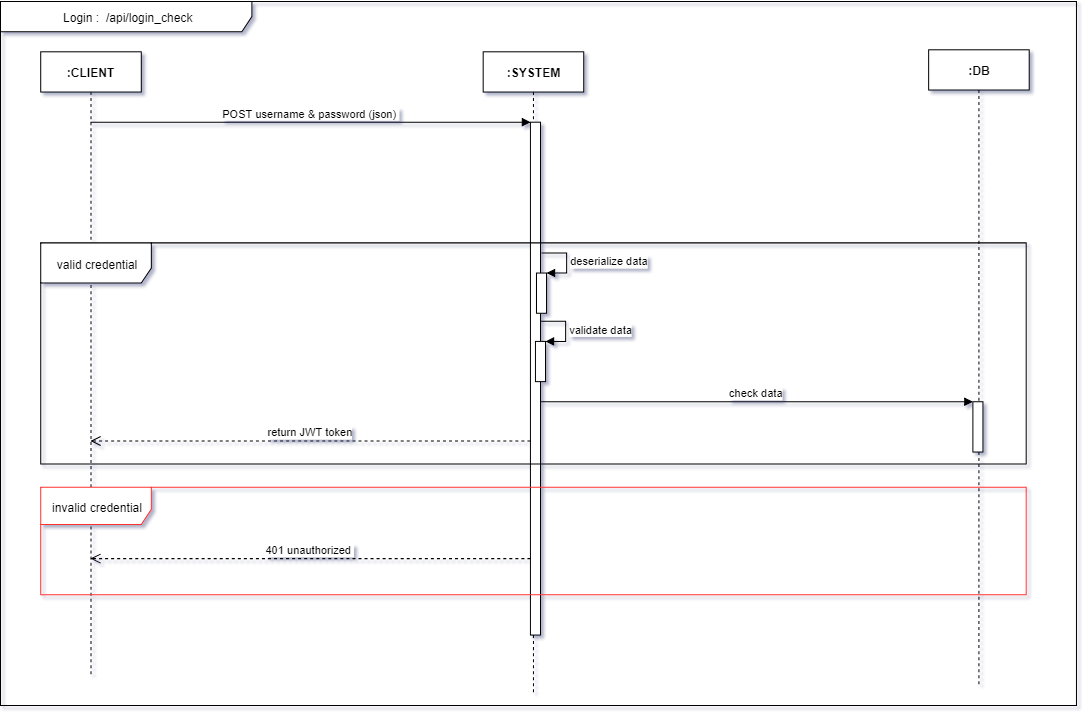 Login : /api/login_check
:CLIENT
:SYSTEM
:DB
POST username & password (json)
valid credential
deserialize data
validate data
check data
return JWT token
invalid credential
401 unauthorized